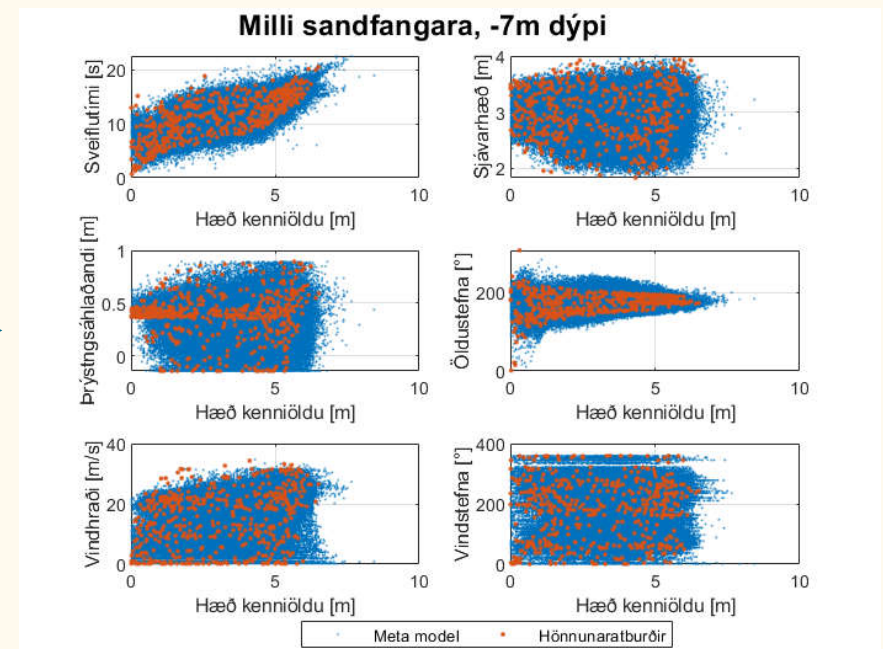 Milli sandfangara, -7m dýpi
Sveiflutími [s]
20
10
0
0 5 10
Hæð kenniöldu [m]
Sjávarhæð [m]
4
3
2
0 5 10
Hæð kenniöldu [m]
Þrýstngsáhlaðandi [m]
1
0.5
0
0 5 10
Hæð kenniöldu [m]
Öldustefna [°]
200
0
0 5 10
Hæð kenniöldu [m]
Vindhraði [m/s]
40
20
0
0 5 10
Hæð kenniöldu [m]
Vindstefna [°]
400
200
0
0 5 10
Hæð kenniöldu [m]
Meta model Hönnunaratburðir